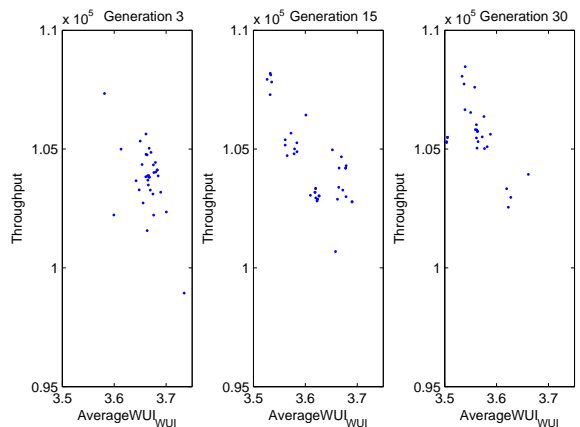 x 10^5 Generation 3
1.1
1.05
1
0.95
Throughput
3.5 3.6 3.7
AverageWUI_WUI
x 10^5 Generation 15
1.1
1.05
1
0.95
Throughput
3.5 3.6 3.7
AverageWUI_WUI
x 10^5 Generation 30
1.1
1.05
1
0.95
Throughput
3.5 3.6 3.7
AverageWUI_WUI